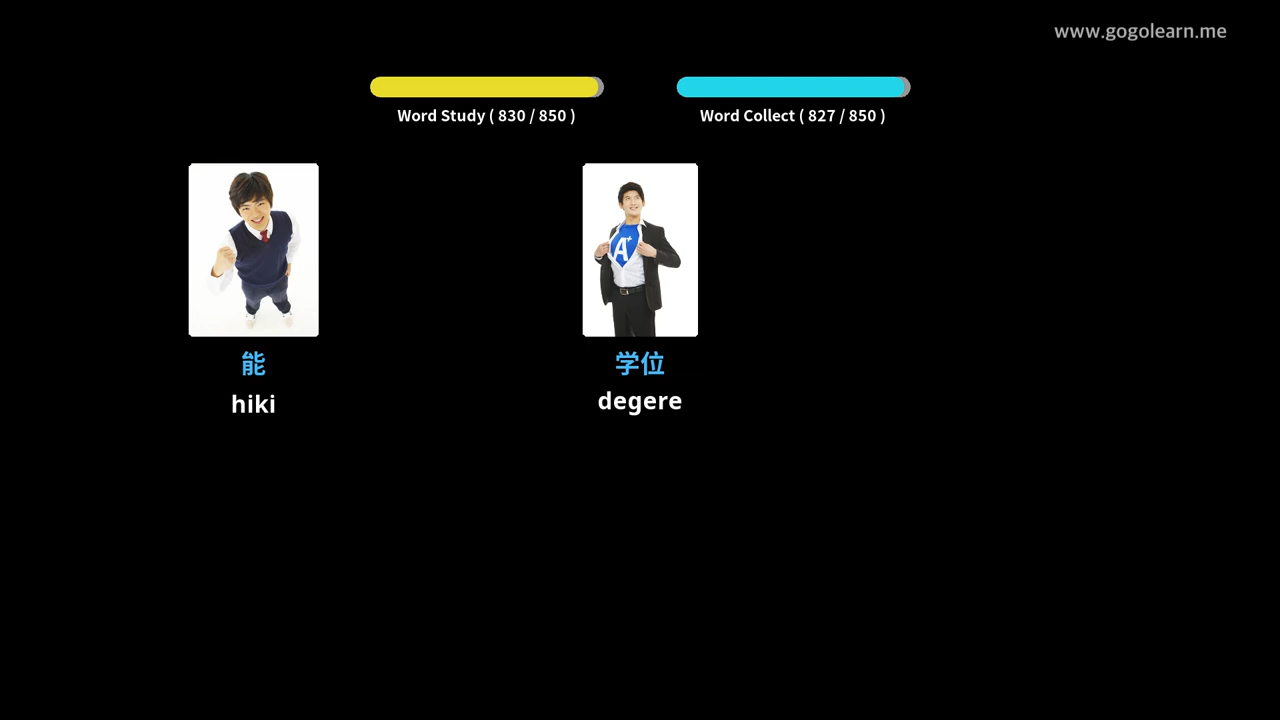 www.gogolearn.me
Word Study ( 830 / 850 )
Word Collect ( 827 / 850 )
A+
能
学位
hiki
degere